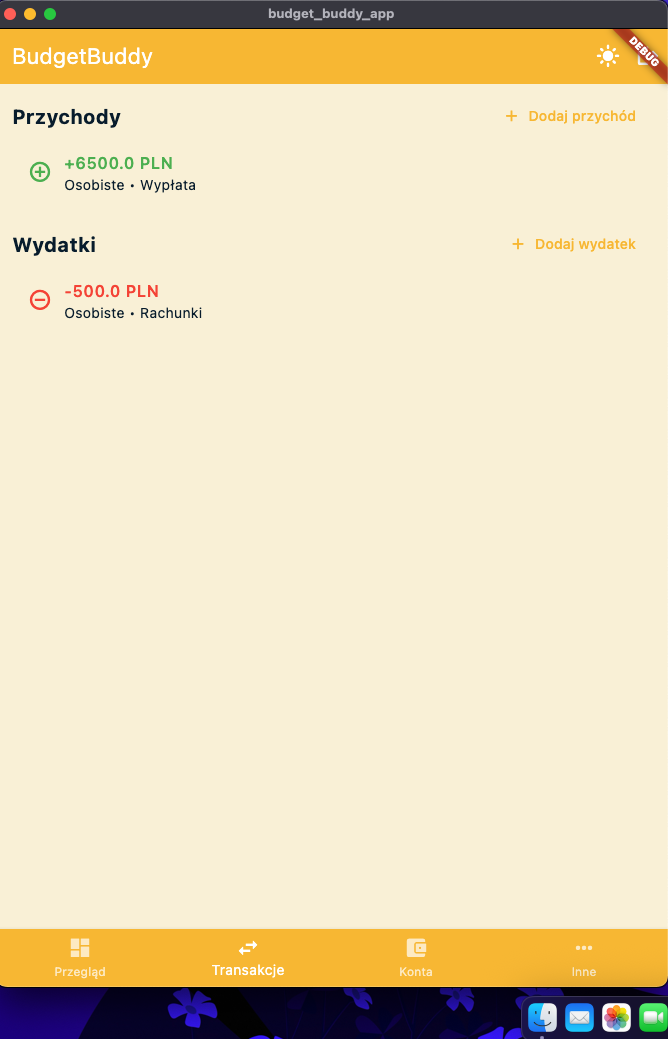 budget_buddy_app
BudgetBuddy
DEBUG
Przychody
+ Dodaj przychód
+6500.0 PLN
Osobiste • Wypłata
Wydatki
+ Dodaj wydatek
-500.0 PLN
Osobiste • Rachunki
Przegląd
Transakcje
Konta
Inne